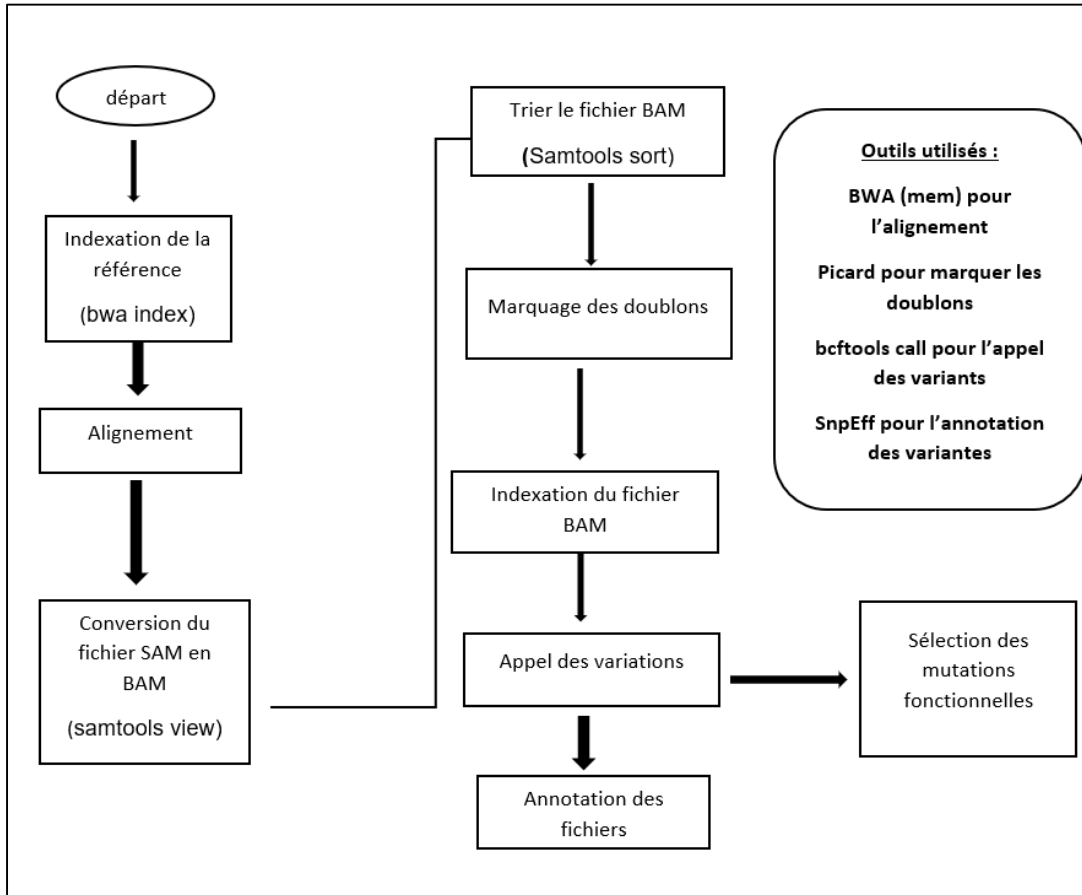 départ
Indexation de la
référence
(bwa index)
Alignement
Conversion du
fichier SAM en
BAM
(samtools view)
Trier le fichier BAM
(Samtools sort)
Marquage des doublons
Indexation du fichier
BAM
Appel des variations
Annotation des
fichiers
Sélection des
mutations
fonctionnelles
Outils utilisés :
BWA (mem) pour
l’alignement
Picard pour marquer les
doublons
bcftools call pour l’appel
des variants
SnpEff pour l’annotation
des variantes